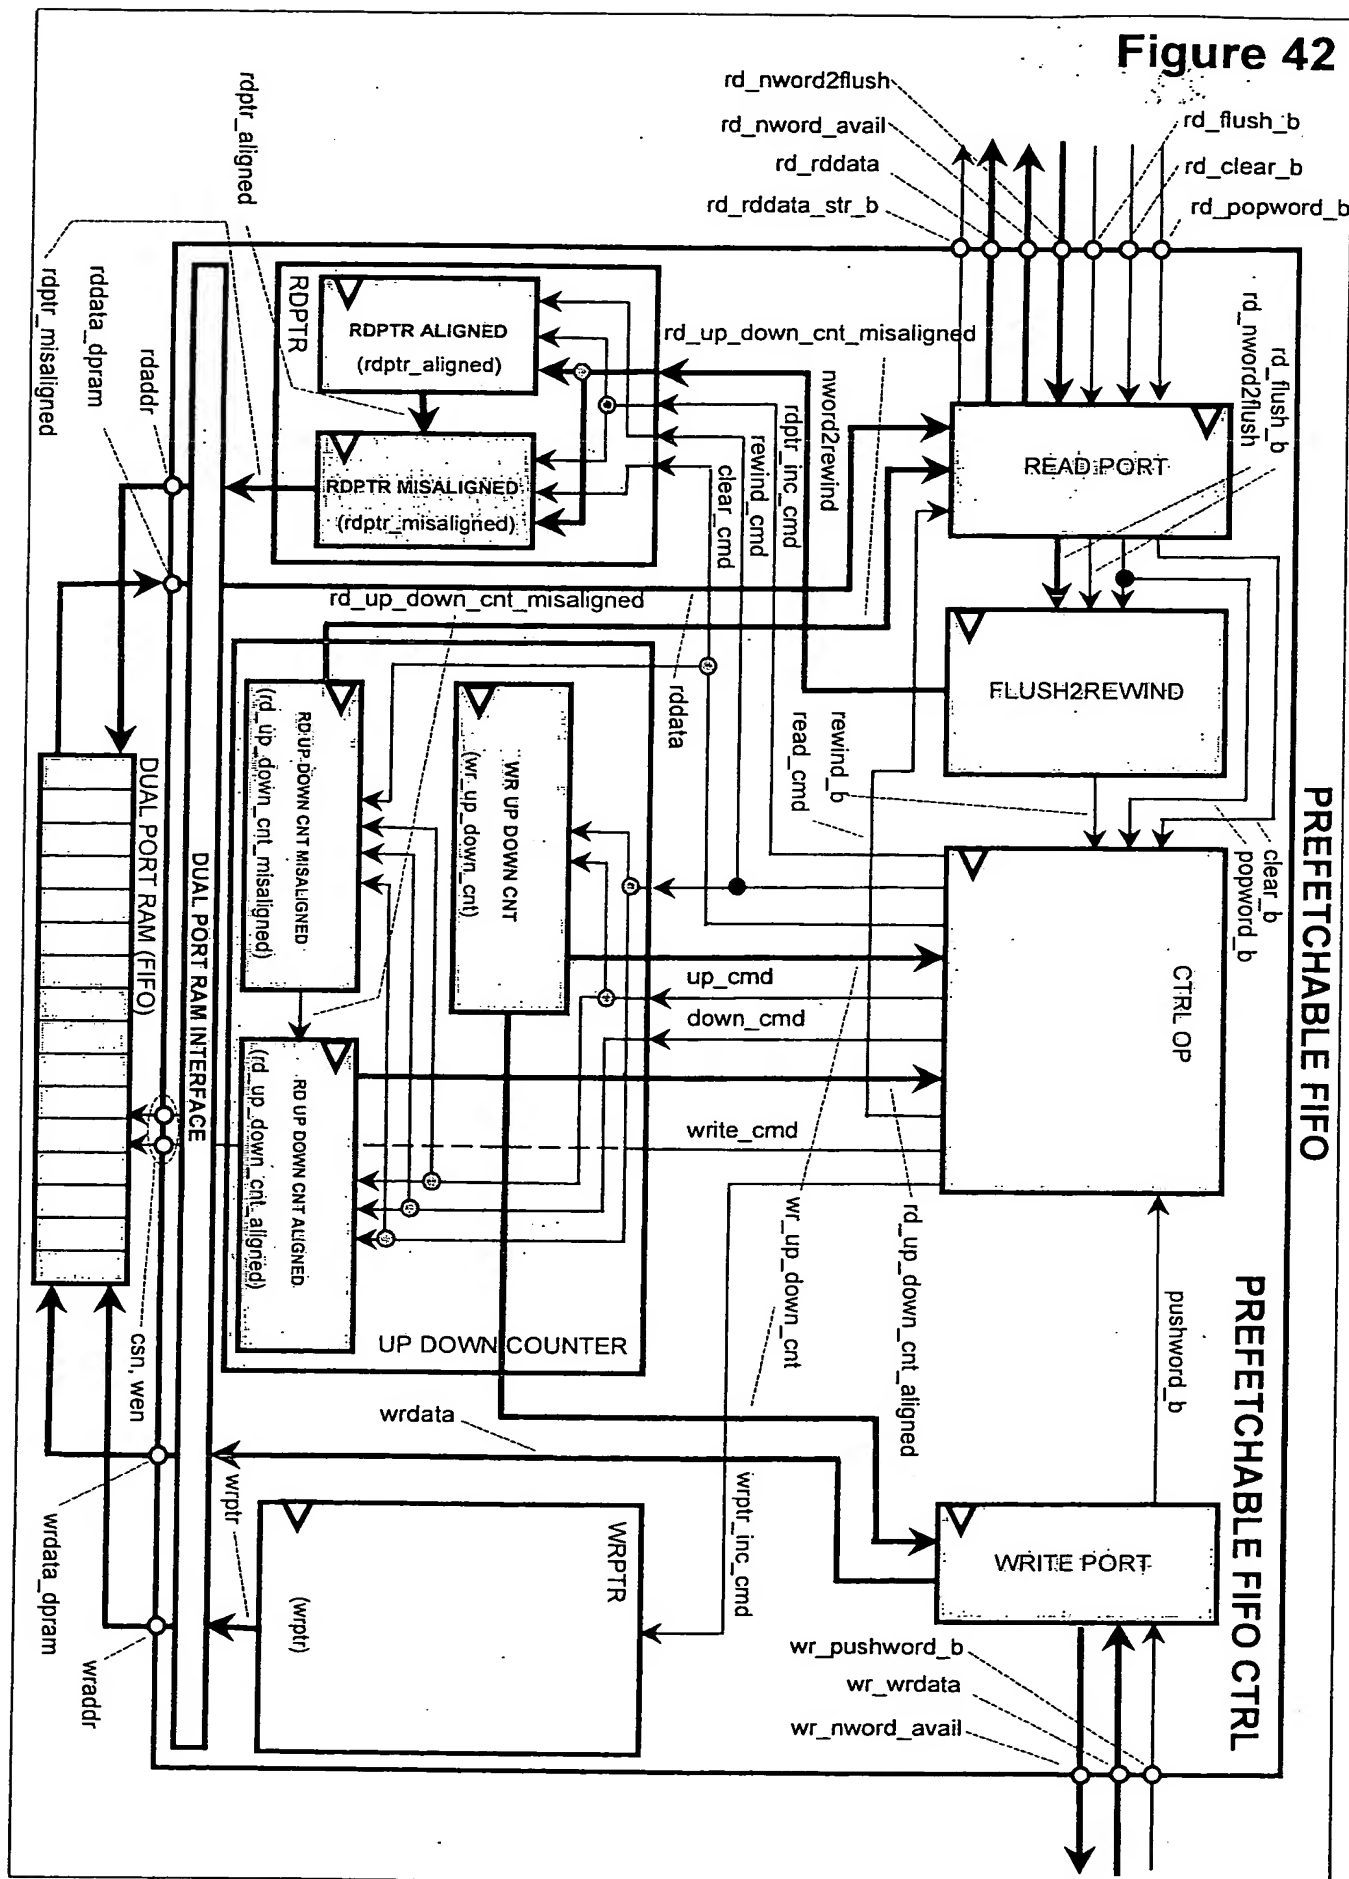 Figure 42
rd_nword2flush
rd_nword_avail
rd_rddata
rd_rddata_str_b
rd_flush_b
rd_clear_b
rd_popword_b
rdptr_aligned
rdptr_misaligned
rddata_dpram
rdaddr
RDPTR
RDPTR ALIGNED
(rdptr_aligned)
RDPTR MISALIGNED
(rdptr_misaligned)
rd_up_down_cnt_misaligned
nword2rewind
rdptr_inc_cmd
rewind_cmd
clear_cmd
READ PORT
rd_flush_b
rd_nword2flush
FLUSH2REWIND
rd_up_down_cnt_misaligned
rddata
rewind_b
read_cmd
clear_b
popword_b
PREFETCHABLE FIFO
PREFETCHABLE FIFO CTRL
DUAL PORT RAM (FIFO)
DUAL PORT RAM INTERFACE
RD UP DOWN CNT MISALIGNED
(rd_up_down_cnt_misaligned)
WR UP DOWN CNT
(wr_up_down_cnt)
CTRL OP
up_cmd
down_cmd
write_cmd
RD UP DOWN CNT ALIGNED
(rd_up_down_cnt_aligned)
UP DOWN COUNTER
rd_up_down_cnt_aligned
wr_up_down_cnt
pushword_b
csn, wen
wrdata
wrptr
wrptr_inc_cmd
WRPTR
(wrptr)
WRITE PORT
wrdata_dpram
wraddr
wr_pushword_b
wr_wrdata
wr_nword_avail